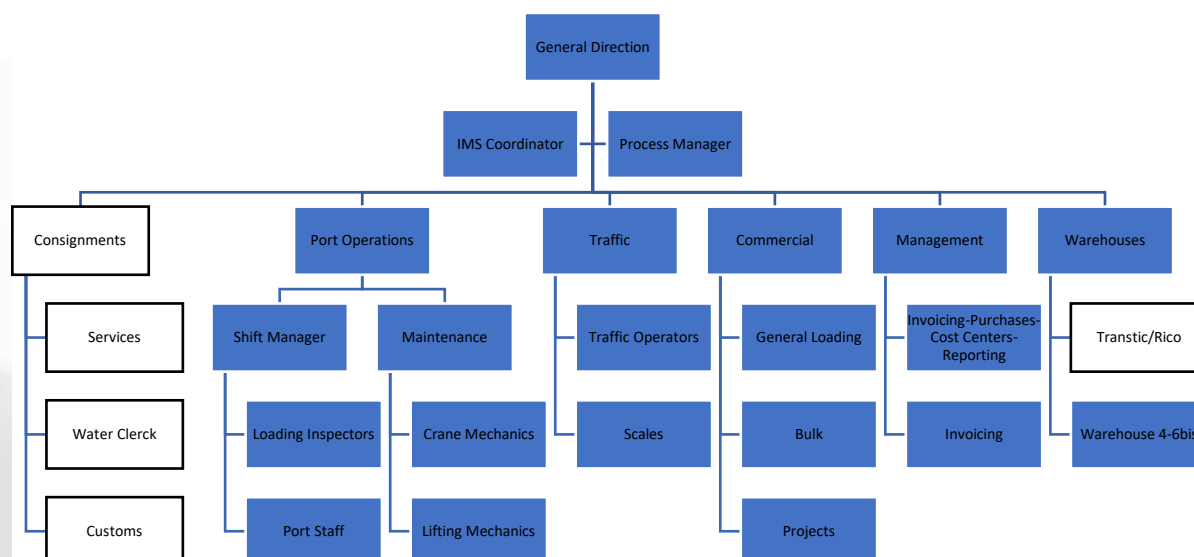 General Direction
IMS Coordinator
Process Manager
Consignments
Port Operations
Traffic
Commercial
Management
Warehouses
Services
Shift Manager
Maintenance
Traffic Operators
General Loading
Invoicing-Purchases-
Cost Centers-
Reporting
Transtic/Rico
Water Clerck
Loading Inspectors
Crane Mechanics
Scales
Bulk
Invoicing
Warehouse 4-6bis
Customs
Port Staff
Lifting Mechanics
Projects